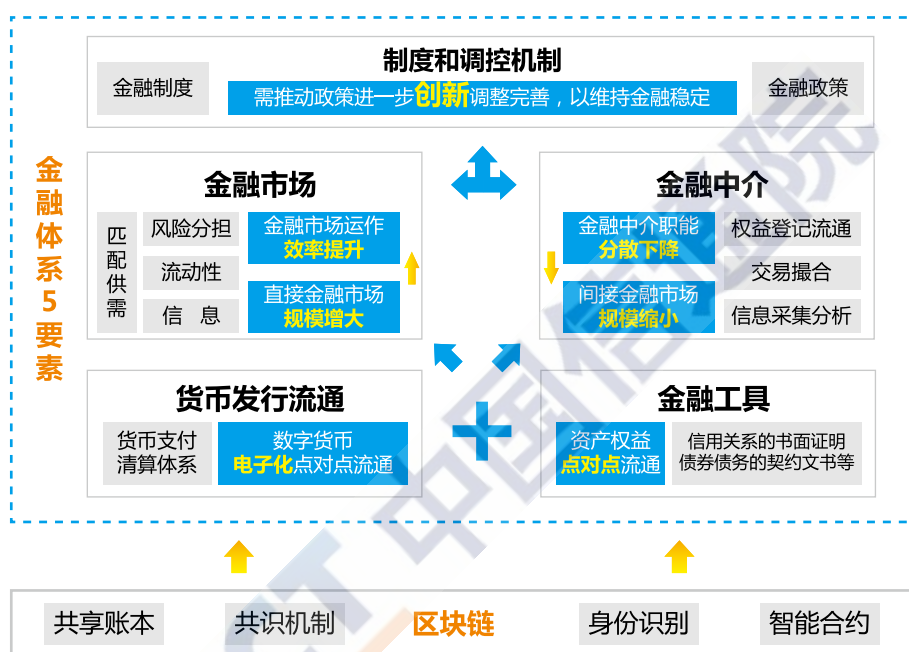 制度和调控机制
金融制度
需推动政策进一步创新调整完善，以维持金融稳定
金融政策
金融体系5要素
金融市场
匹配供需
风险分担
流动性
信 息
金融市场运作
效率提升
直接金融市场
规模增大
金融中介
金融中介职能
分散下降
间接金融市场
规模缩小
权益登记流通
交易撮合
信息采集分析
货币发行流通
货币支付
清算体系
数字货币
电子化点对点流通
金融工具
资产权益
点对点流通
信用关系的书面证明
债券债务的契约文书等
共享账本
共识机制
区块链
身份识别
智能合约
中国信通院